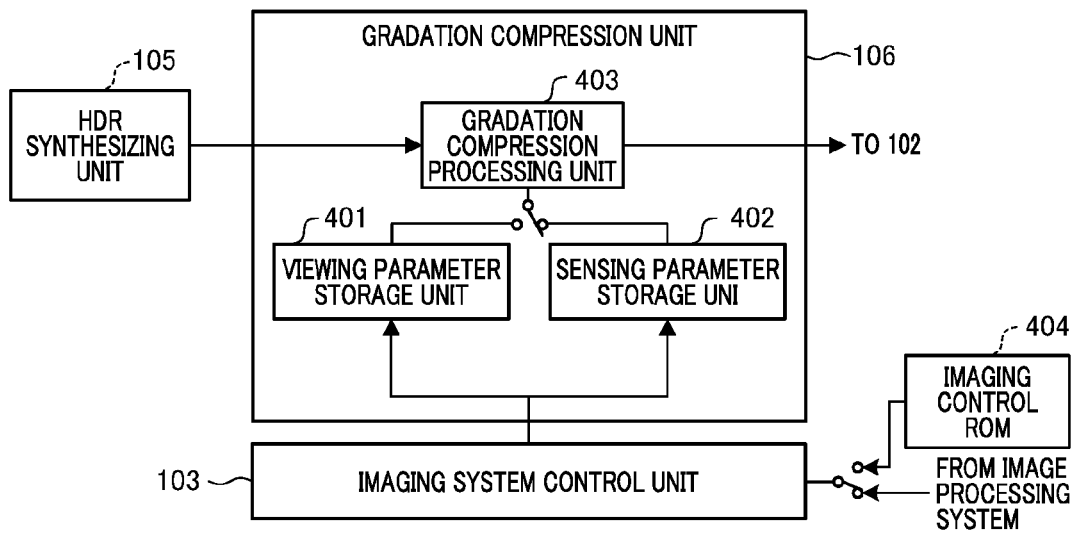 GRADATION COMPRESSION UNIT
106
105
HDR
SYNTHESIZING
UNIT
403
GRADATION
COMPRESSION
PROCESSING UNIT
TO 102
401
VIEWING PARAMETER
STORAGE UNIT
402
SENSING PARAMETER
STORAGE UNI
404
IMAGING
CONTROL
ROM
103
IMAGING SYSTEM CONTROL UNIT
FROM IMAGE
PROCESSING
SYSTEM